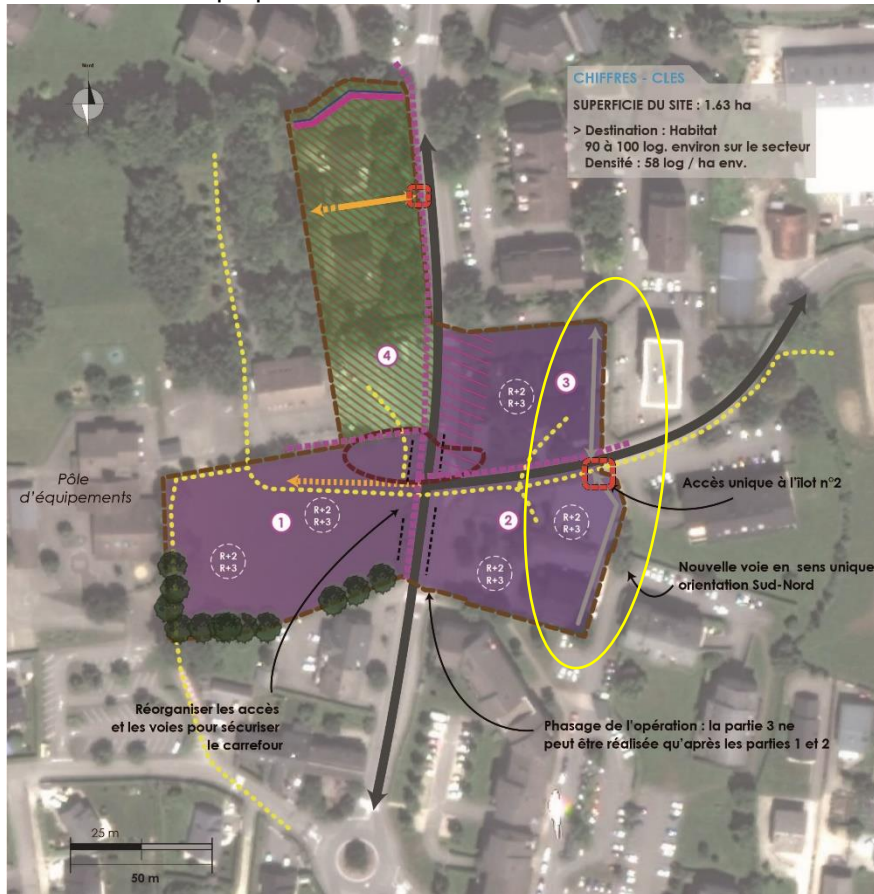 Nord
CHIFFRES - CLES
SUPERFICIE DU SITE : 1.63 ha
> Destination : Habitat
90 à 100 log. environ sur le secteur
Densité : 58 log / ha env.
4
3
R+2
R+3
Pôle
d'équipements
Accès unique à l'îlot n°2
1
R+2
R+3
2
R+2
R+3
R+2
R+3
R+2
R+3
Nouvelle voie en sens unique
orientation Sud-Nord
Réorganiser les accès
et les voies pour sécuriser
le carrefour
Phasage de l'opération : la partie 3 ne
peut être réalisée qu'après les parties 1 et 2
25 m
50 m